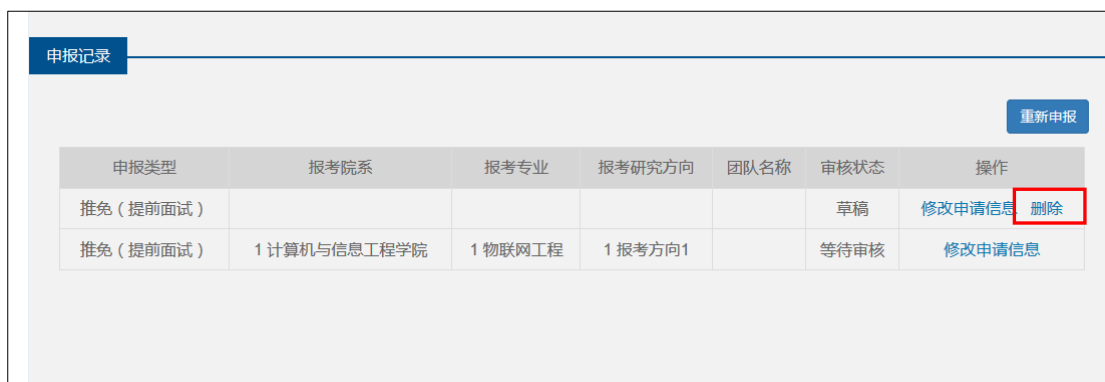 申报记录
重新申报
申报类型 报考院系 报考专业 报考研究方向 团队名称 审核状态 操作
推免（提前面试） 草稿 修改申请信息 删除
推免（提前面试） 1 计算机与信息工程学院 1 物联网工程 1 报考方向1 等待审核 修改申请信息